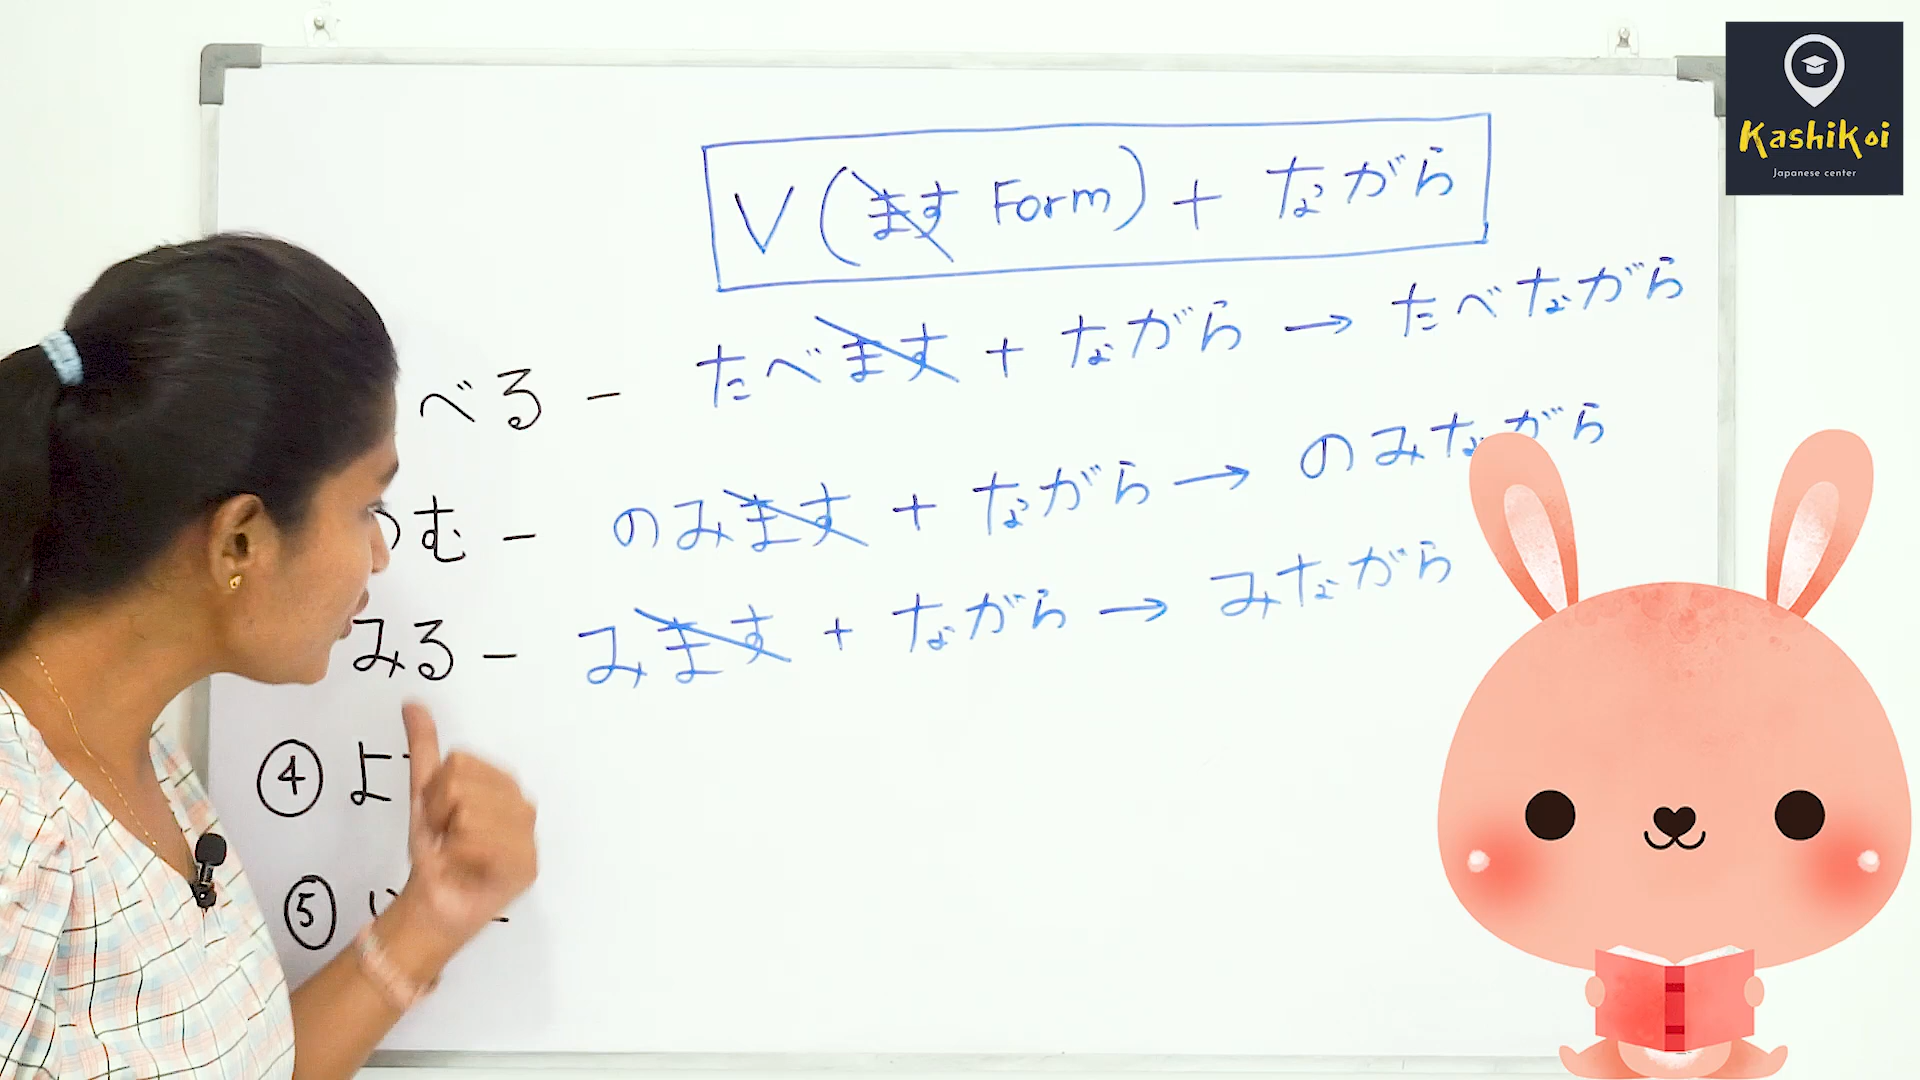 V (ます Form) + ながら
べる - たべます + ながら → たべながら
む - のみます + ながら → のみながら
みる - みます + ながら → みながら
④ よ
⑤
Kashikoi
Japanese center